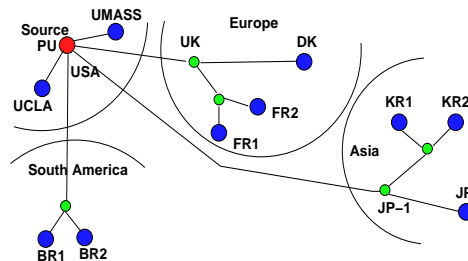 Source
PU
UMASS
USA
UCLA
Europe
UK
DK
FR2
FR1
KR1
KR2
Asia
JP-1
JP
South America
BR1
BR2